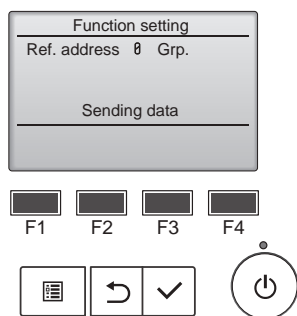 Function setting
Ref. address 0 Grp.
Sending data
F1 F2 F3 F4